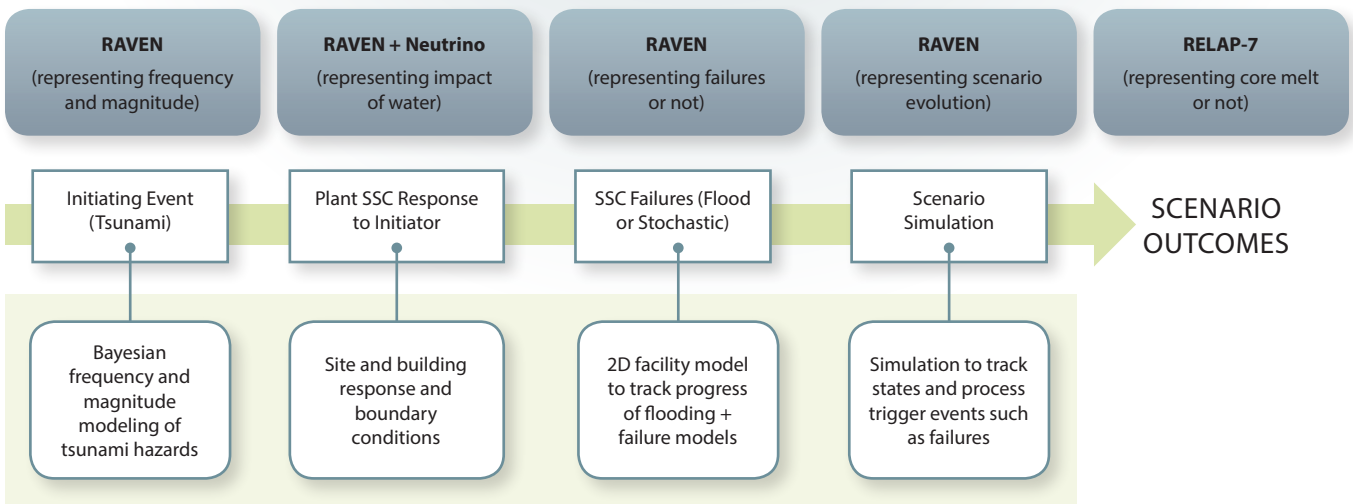 RAVEN
(representing frequency
and magnitude)
RAVEN + Neutrino
(representing impact
of water)
RAVEN
(representing failures
or not)
RAVEN
(representing scenario
evolution)
RELAP-7
(representing core melt
or not)
Initiating Event
(Tsunami)
Plant SSC Response
to Initiator
SSC Failures (Flood
or Stochastic)
Scenario
Simulation
SCENARIO
OUTCOMES
Bayesian
frequency and
magnitude
modeling of
tsunami hazards
Site and building
response and
boundary
conditions
2D facility model
to track progress
of flooding +
failure models
Simulation to track
states and process
trigger events such
as failures